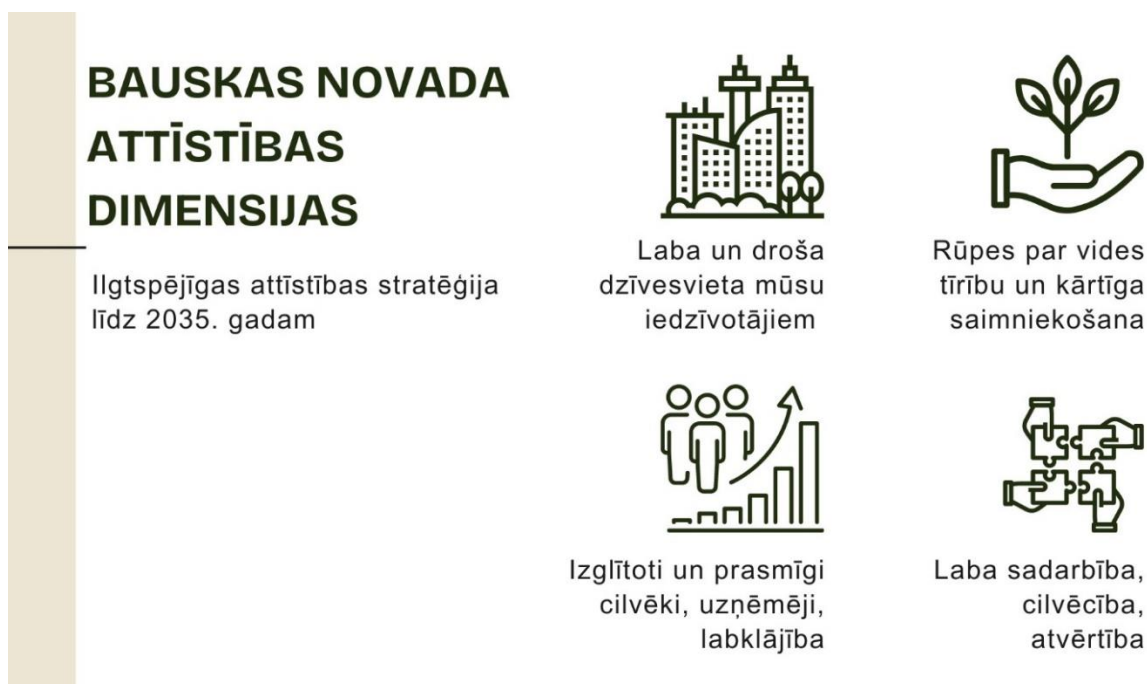 BAUSKAS NOVADA
ATTĪSTĪBAS
DIMENSIJAS
Ilgtspējīgas attīstības stratēģija
līdz 2035. gadam
Laba un droša
dzīvesvieta mūsu
iedzīvotājiem
Rūpes par vides
tīrību un kārtīga
saimniekošana
Izglītoti un prasmīgi
cilvēki, uzņēmēji,
labklājība
Laba sadarbība,
cilvēcība,
atvērtība